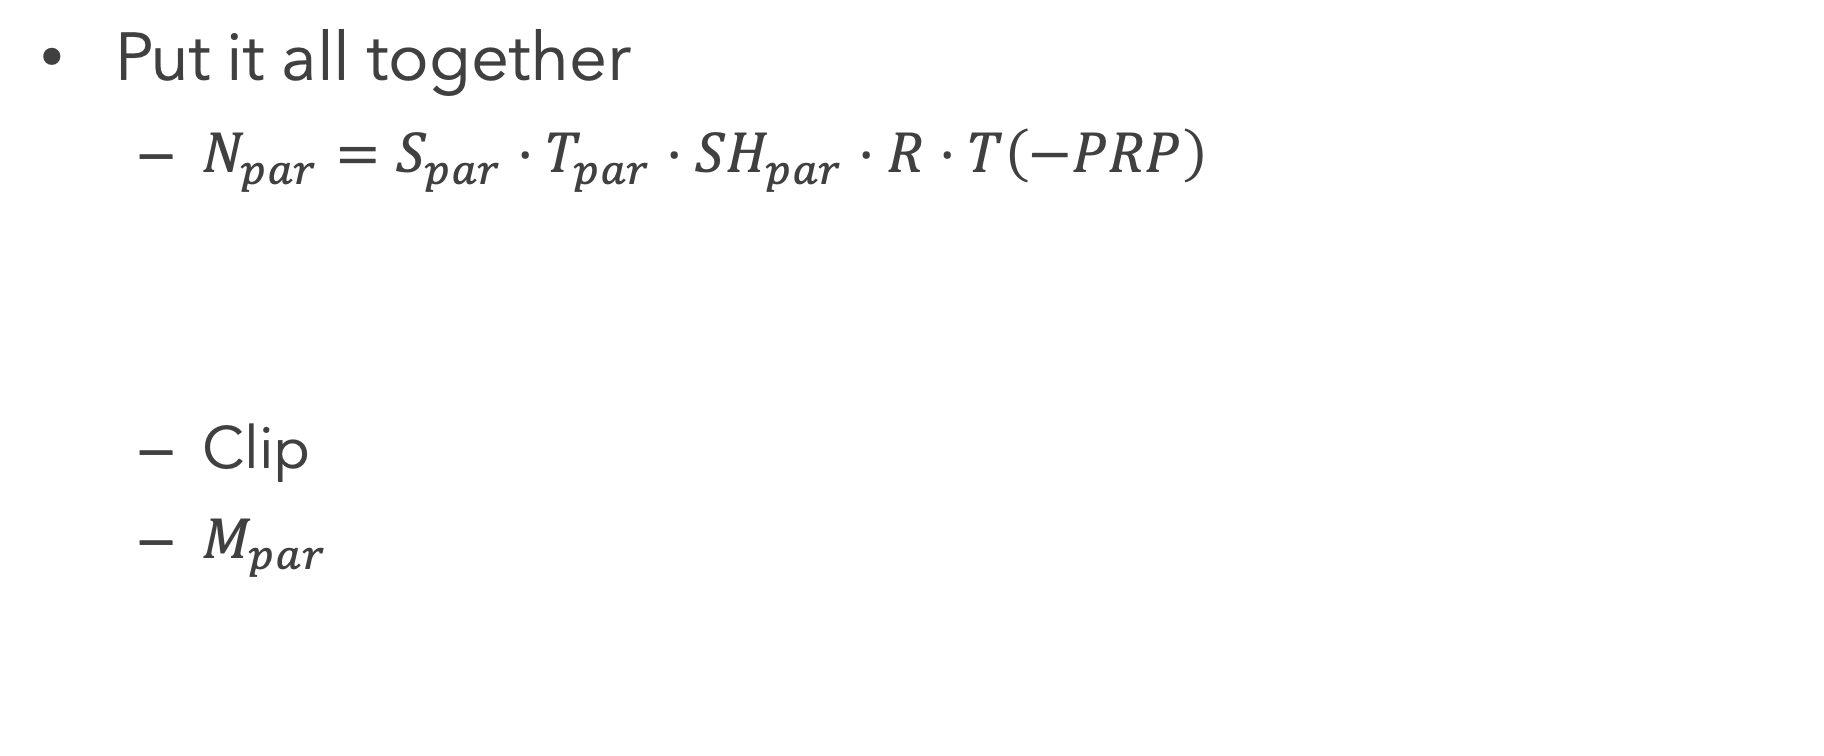 • Put it all together
– N_par = S_par · T_par · SH_par · R · T(−PRP)
– Clip
– M_par